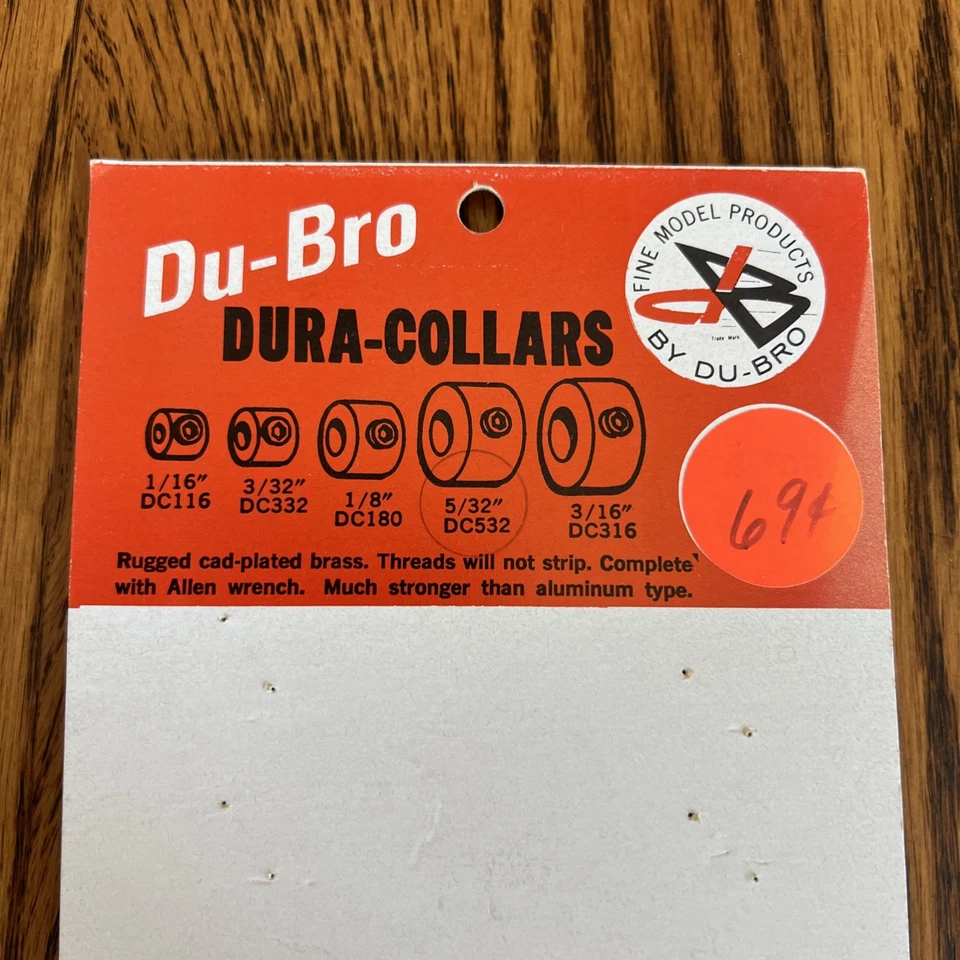 Du-Bro
FINE MODEL PRODUCTS
dB
Trade Mark
BY DU-BRO
DURA-COLLARS
1/16"
DC116
3/32"
DC332
1/8"
DC180
5/32"
DC532
3/16"
DC316
69¢
Rugged cad-plated brass. Threads will not strip. Complete
with Allen wrench. Much stronger than aluminum type.